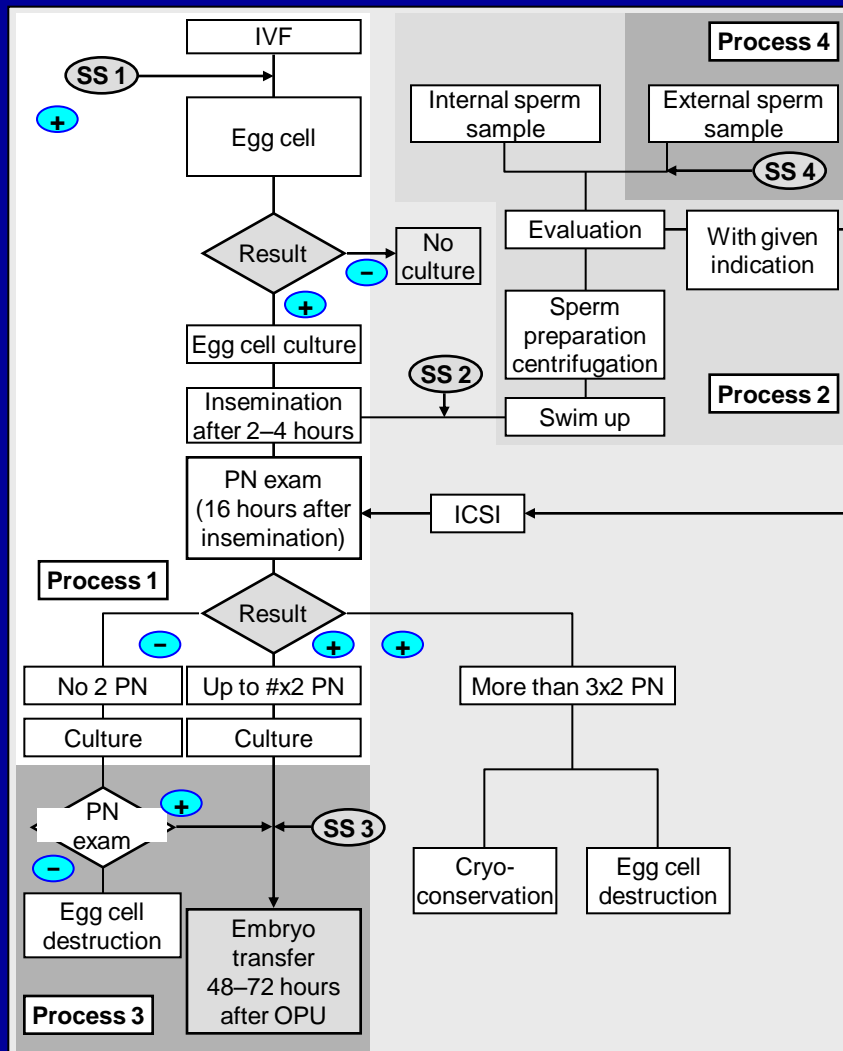 IVF
Process 4
SS 1
Internal sperm
sample
External sperm
sample
+
Egg cell
SS 4
Result
No
culture
Evaluation
With given
indication
−
+
Sperm
preparation
centrifugation
Egg cell culture
SS 2
Process 2
Insemination
after 2–4 hours
Swim up
PN exam
(16 hours after
insemination)
ICSI
Process 1
Result
−
+
+
No 2 PN
Up to #x2 PN
More than 3x2 PN
Culture
Culture
PN
exam
+
SS 3
−
Cryo-
conservation
Egg cell
destruction
Egg cell
destruction
Embryo
transfer
48–72 hours
after OPU
Process 3